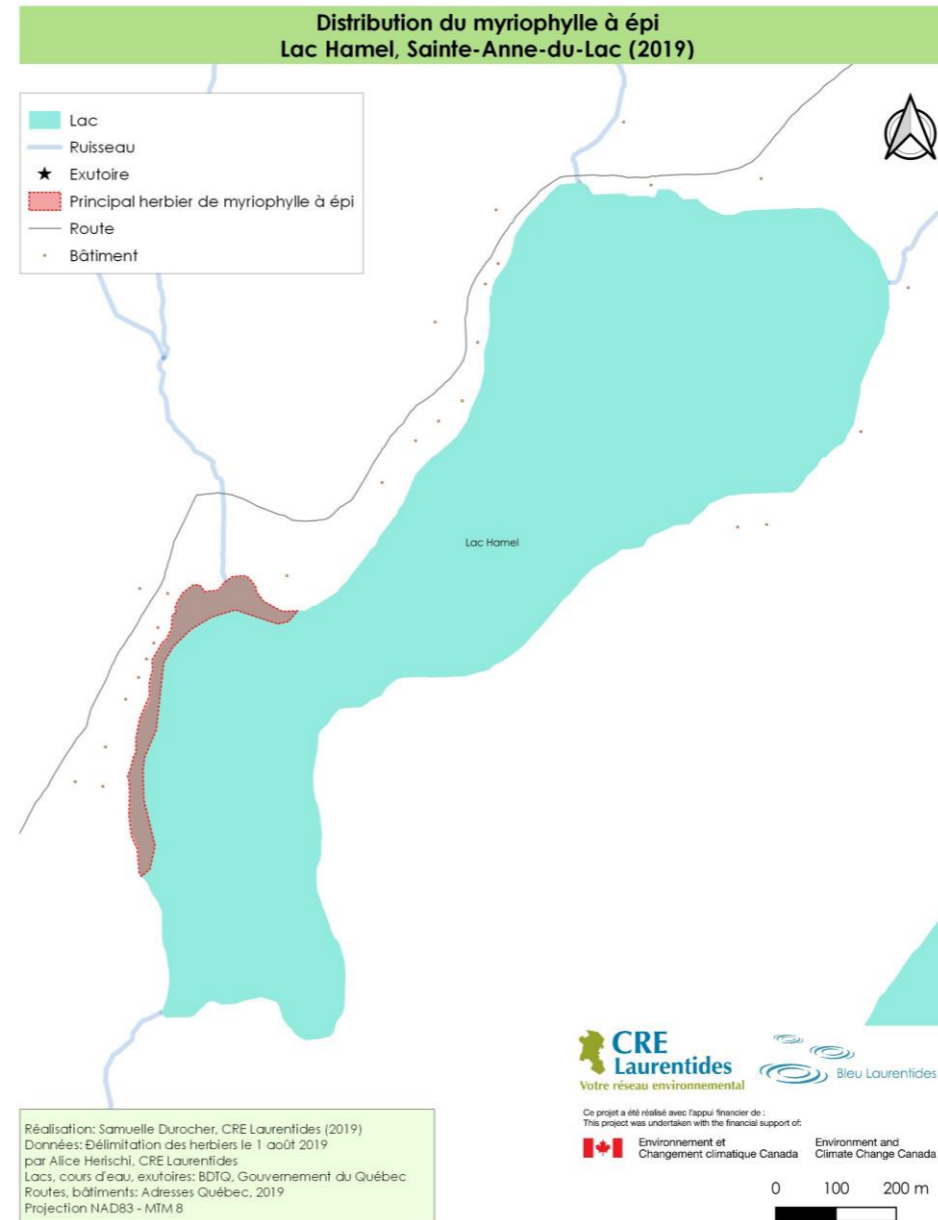 Distribution du myriophylle à épi
Lac Hamel, Sainte-Anne-du-Lac (2019)
Lac
Ruisseau
Exutoire
Principal herbier de myriophylle à épi
Route
Bâtiment
Lac Hamel
CRE
Laurentides
Votre réseau environnemental
Bleu Laurentides
Ce projet a été réalisé avec l'appui financier de :
This project was undertaken with the financial support of:
Environnement et
Changement climatique Canada
Environment and
Climate Change Canada
Réalisation: Samuelle Durocher, CRE Laurentides (2019)
Données: Délimitation des herbiers le 1 août 2019
par Alice Herischi, CRE Laurentides
Lacs, cours d'eau, exutoires: BDTQ, Gouvernement du Québec
Routes, bâtiments: Adresses Québec, 2019
Projection NAD83 - MTM 8
0 100 200 m